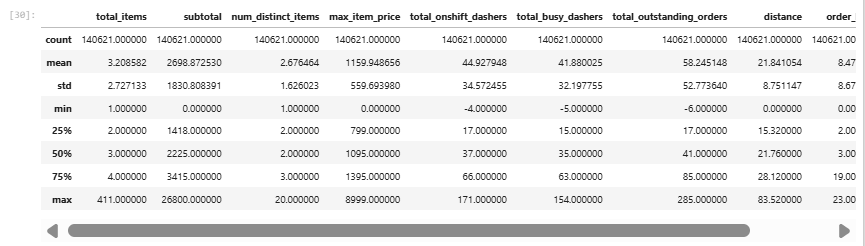 [30]:
total_items subtotal num_distinct_items max_item_price total_onshift_dashers total_busy_dashers total_outstanding_orders distance order_
count 140621.000000 140621.000000 140621.000000 140621.000000 140621.000000 140621.000000 140621.000000 140621.000000 140621.00
mean 3.208582 2698.872530 2.676464 1159.948656 44.927948 41.880025 58.245148 21.841054 8.47
std 2.727133 1830.808391 1.626023 559.693980 34.572455 32.197755 52.773640 8.751147 8.67
min 1.000000 0.000000 1.000000 0.000000 -4.000000 -5.000000 -6.000000 0.000000 0.00
25% 2.000000 1418.000000 2.000000 799.000000 17.000000 15.000000 17.000000 15.320000 2.00
50% 3.000000 2225.000000 2.000000 1095.000000 37.000000 35.000000 41.000000 21.760000 3.00
75% 4.000000 3415.000000 3.000000 1395.000000 66.000000 63.000000 85.000000 28.120000 19.00
max 411.000000 26800.000000 20.000000 8999.000000 171.000000 154.000000 285.000000 83.520000 23.00